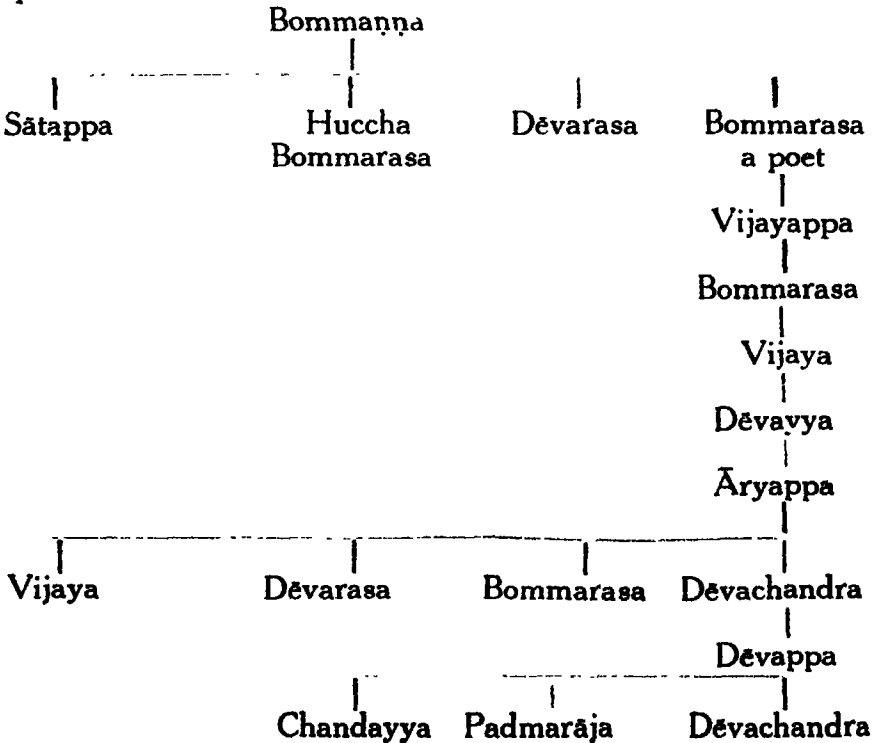 Bommaṇṇa
Sātappa Huccha Dēvarasa Bommarasa
Bommarasa a poet
Vijayappa
Bommarasa
Vijaya
Dēvayya
Āryappa
Vijaya Dēvarasa Bommarasa Dēvachandra
Dēvappa
Chandayya Padmarāja Dēvachandra